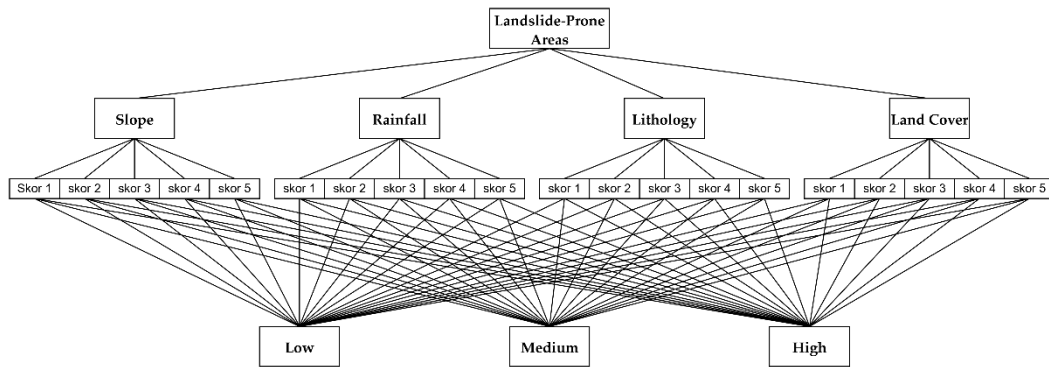 Landslide-Prone
Areas
Slope
Rainfall
Lithology
Land Cover
Skor 1 skor 2 skor 3 skor 4 skor 5
skor 1 skor 2 skor 3 skor 4 skor 5
skor 1 skor 2 skor 3 skor 4 skor 5
skor 1 skor 2 skor 3 skor 4 skor 5
Low
Medium
High